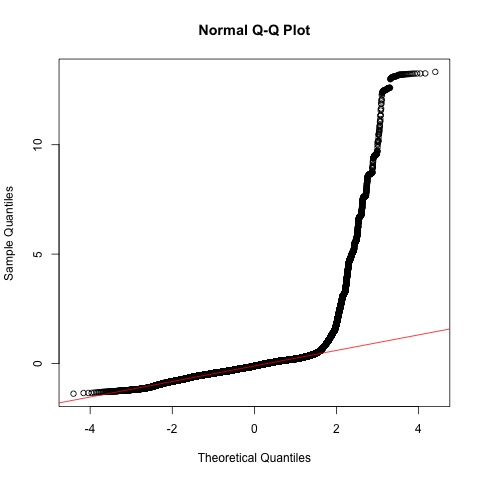 Normal Q-Q Plot
Sample Quantiles
10
5
0
-4 -2 0 2 4
Theoretical Quantiles